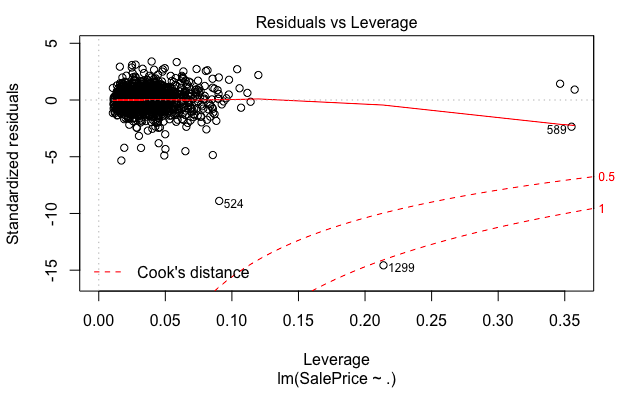 Residuals vs Leverage
Standardized residuals
5
0
-5
-10
-15
589
524
1299
0.5
1
Cook's distance
0.00 0.05 0.10 0.15 0.20 0.25 0.30 0.35
Leverage
lm(SalePrice ~ .)